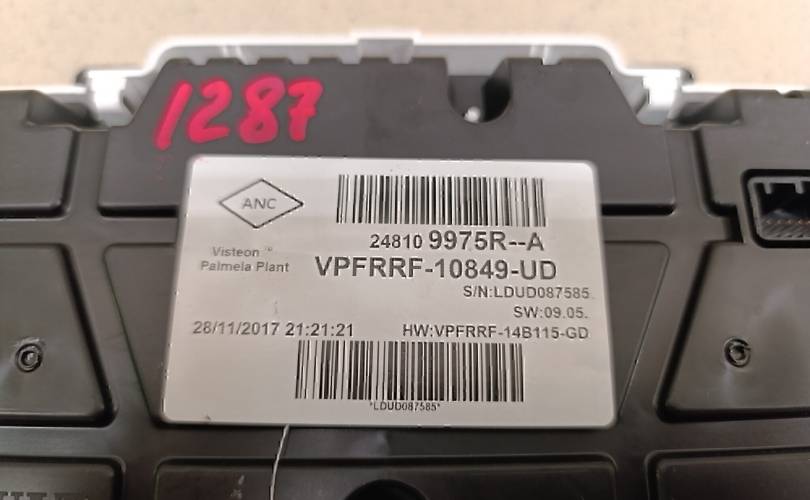 1287
ANC
24810 9975R--A
Visteon™
Palmela Plant
VPFRRF-10849-UD
S/N:LDUD087585
SW:09.05.
28/11/2017 21:21:21
HW:VPFRRF-14B115-GD
*LDUD087585*